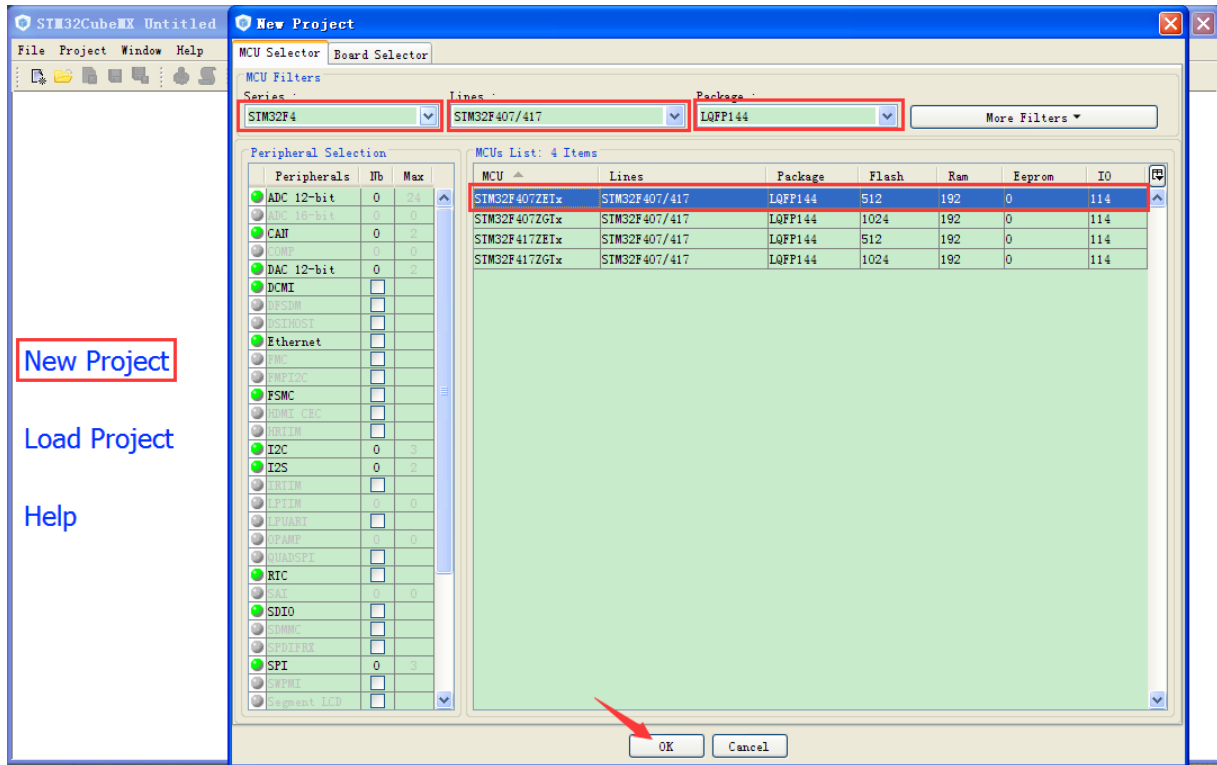 STM32CubeMX Untitled
File Project Window Help
New Project
Load Project
Help
New Project
MCU Selector Board Selector
MCU Filters
Series : Lines : Package :
STM32F4 STM32F407/417 LQFP144 More Filters
Peripheral Selection
Peripherals Nb Max
ADC 12-bit 0 24
ADC 16-bit 0 0
CAN 0 2
COMP 0 0
DAC 12-bit 0 2
DCMI
DFSDM
DSIHOST
Ethernet
FMC
FMPI2C
FSMC
HDMI CEC
HRTIM
I2C 0 3
I2S 0 2
IRTIM
LPTIM 0 0
LPUART
OPAMP 0 0
QUADSPI
RTC
SAI 0 0
SDIO
SDMMC
SPDIFRX
SPI 0 3
SWPMI
Segment LCD
MCUs List: 4 Items
MCU Lines Package Flash Ram Eeprom IO
STM32F407ZETx STM32F407/417 LQFP144 512 192 0 114
STM32F407ZGTx STM32F407/417 LQFP144 1024 192 0 114
STM32F417ZETx STM32F407/417 LQFP144 512 192 0 114
STM32F417ZGTx STM32F407/417 LQFP144 1024 192 0 114
OK Cancel